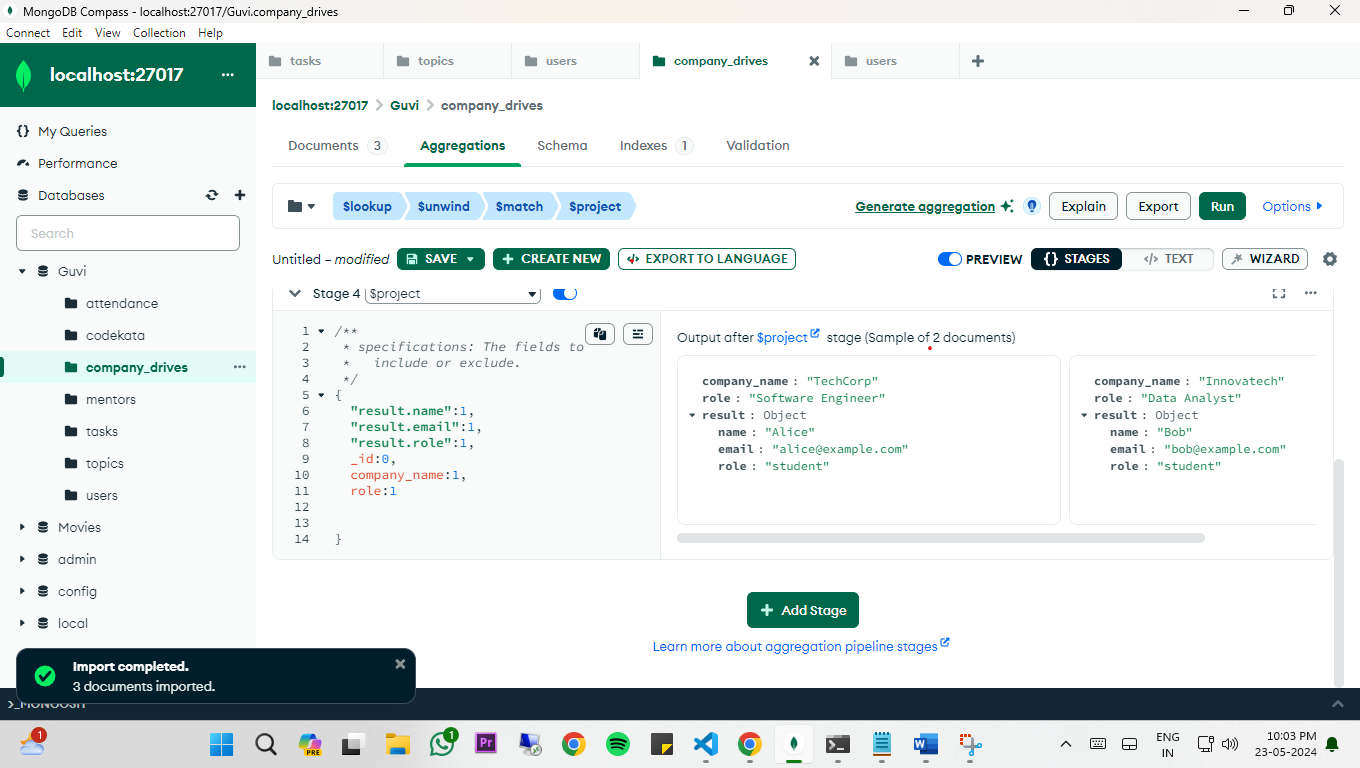 MongoDB Compass - localhost:27017/Guvi.company_drives
Connect Edit View Collection Help
localhost:27017 ...
tasks topics users company_drives users
localhost:27017 > Guvi > company_drives
{} My Queries
Performance
Databases
Search
Guvi
attendance
codekata
company_drives ...
mentors
tasks
topics
users
Movies
admin
config
local
Documents 3 Aggregations Schema Indexes 1 Validation
$lookup $unwind $match $project Generate aggregation Explain Export Run Options
Untitled – modified SAVE + CREATE NEW </> EXPORT TO LANGUAGE PREVIEW {} STAGES </> TEXT WIZARD
Stage 4 $project ...
1 /**
2 * specifications: The fields to
3 *   include or exclude.
4 */
5 {
6 "result.name":1,
7 "result.email":1,
8 "result.role":1,
9 _id:0,
10 company_name:1,
11 role:1
12
13
14 }
Output after $project stage (Sample of 2 documents)
company_name : "TechCorp"
role : "Software Engineer"
result : Object
name : "Alice"
email : "alice@example.com"
role : "student"
company_name : "Innovatech"
role : "Data Analyst"
result : Object
name : "Bob"
email : "bob@example.com"
role : "student"
+ Add Stage
Learn more about aggregation pipeline stages
Import completed.
3 documents imported.
>_MONGOSH
1 PRE 1 Pr W
ENG
IN
10:03 PM
23-05-2024